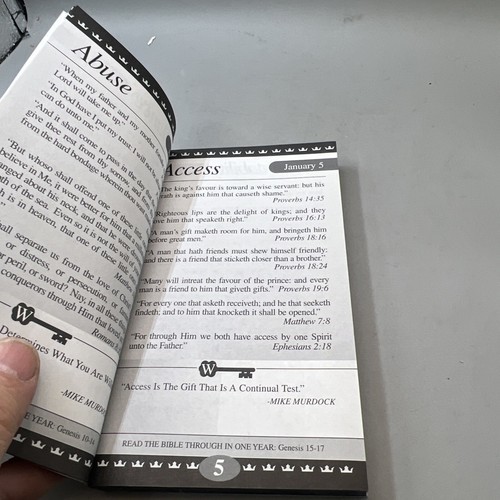 Abuse
"When my father and my mother
Lord will take me up."
"In God have I put my trust: I will not
can do unto me."
"And it shall come to pass in the day
give thee rest from thy sorrow, and from
from the hard bondage wherein thou wast
"But whose shall offend one of these little
believe in Me, it were better for him that a
hanged about his neck, and that he were drowned
depth of the sea. Even so it is not the will of
is in heaven, that one of these little
shall separate us from the love of Christ
or distress, or persecution, or famine
or peril, or sword? Nay, in all these things
conquerors through Him that loved
Romans
W
Determines What You Are
-MIKE MURDOCK
YEAR: Genesis 10-14
Access
January 5
"The king's favour is toward a wise servant: but his
wrath is against him that causeth shame."
Proverbs 14:35
"Righteous lips are the delight of kings; and they
love him that speaketh right." Proverbs 16:13
"A man's gift maketh room for him, and bringeth him
before great men." Proverbs 18:16
"A man that hath friends must shew himself friendly:
and there is a friend that sticketh closer than a brother."
Proverbs 18:24
"Many will intreat the favour of the prince: and every
man is a friend to him that giveth gifts." Proverbs 19:6
"For every one that asketh receiveth; and he that seeketh
findeth; and to him that knocketh it shall be opened."
Matthew 7:8
"For through Him we both have access by one Spirit
unto the Father." Ephesians 2:18
W
"Access Is The Gift That Is A Continual Test."
-MIKE MURDOCK
READ THE BIBLE THROUGH IN ONE YEAR: Genesis 15-17
5